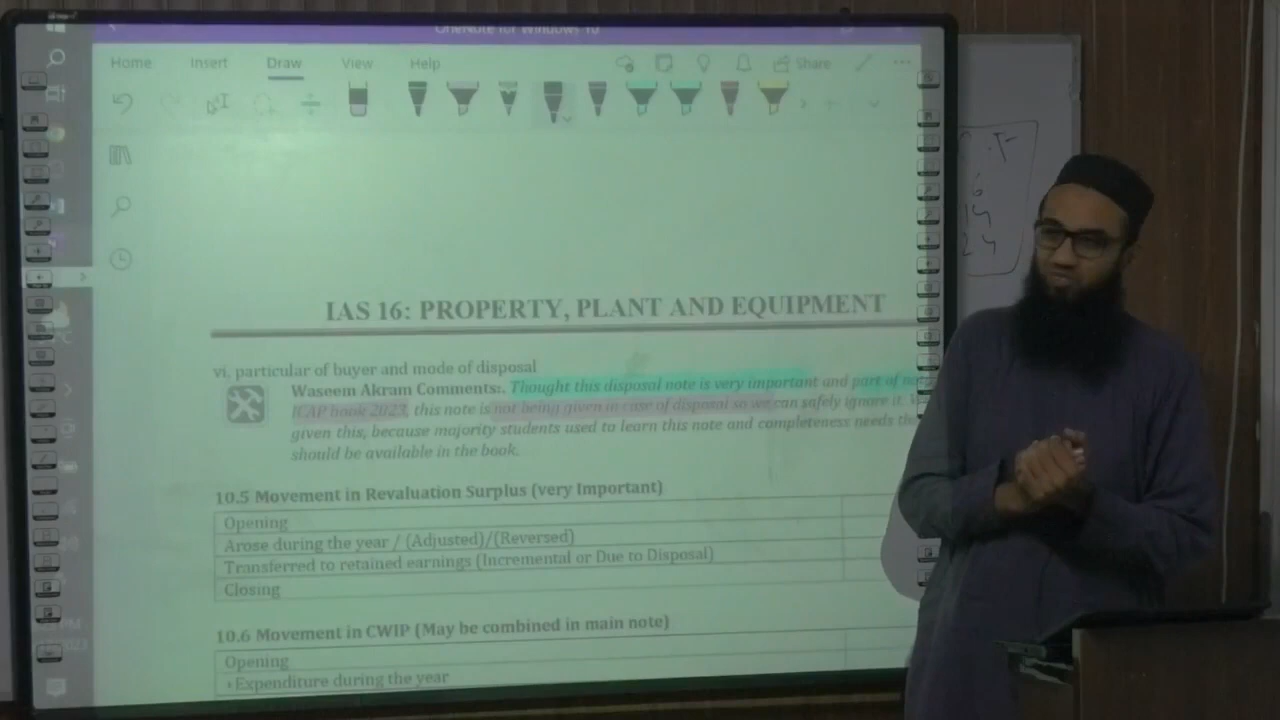 OneNote for Windows 10
Home Insert Draw View Help Share
IAS 16: PROPERTY, PLANT AND EQUIPMENT
vi. particular of buyer and mode of disposal
Waseem Akram Comments:. Thought this disposal note is very important and part of
ICAP book 2023, this note is not being given in case of disposal so we can safely ignore it.
given this, because majority students used to learn this note and completeness needs
should be available in the book.
10.5 Movement in Revaluation Surplus (very Important)
Opening
Arose during the year / (Adjusted)/(Reversed)
Transferred to retained earnings (Incremental or Due to Disposal)
Closing
10.6 Movement in CWIP (May be combined in main note)
Opening
Expenditure during the year